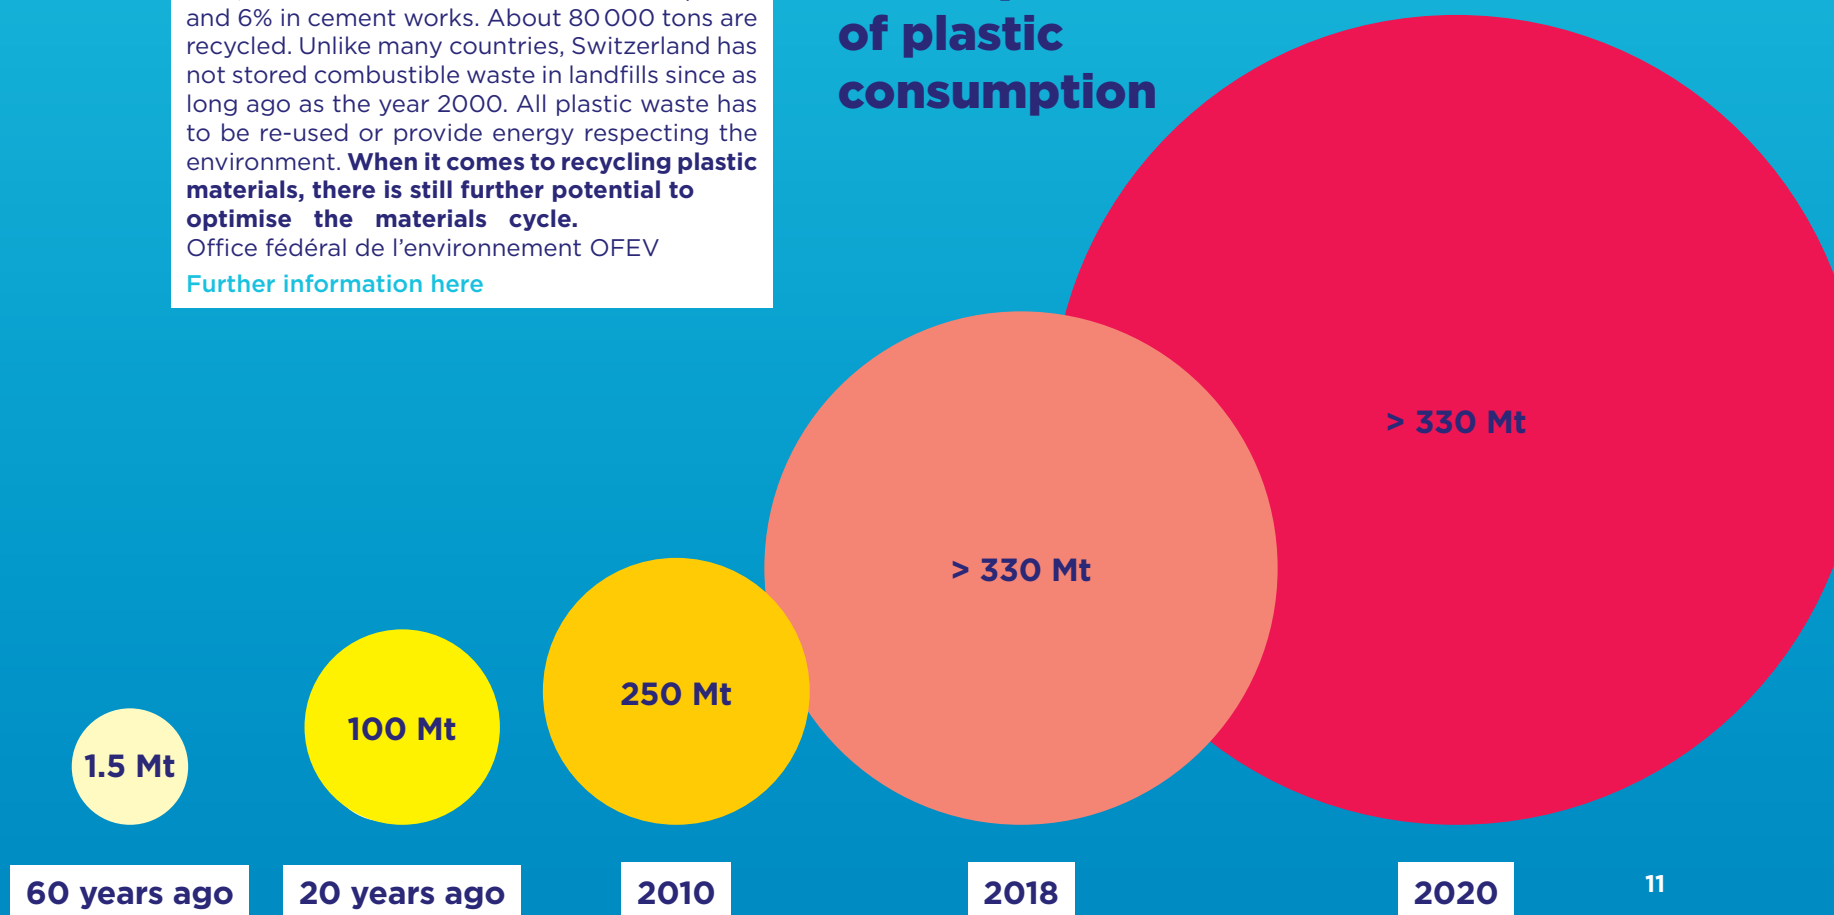 and 6% in cement works. About 80 000 tons are
recycled. Unlike many countries, Switzerland has
not stored combustible waste in landfills since as
long ago as the year 2000. All plastic waste has
to be re-used or provide energy respecting the
environment. When it comes to recycling plastic
materials, there is still further potential to
optimise the materials cycle.
Office fédéral de l'environnement OFEV
Further information here
of plastic
consumption
> 330 Mt
> 330 Mt
250 Mt
100 Mt
1.5 Mt
60 years ago
20 years ago
2010
2018
2020
11